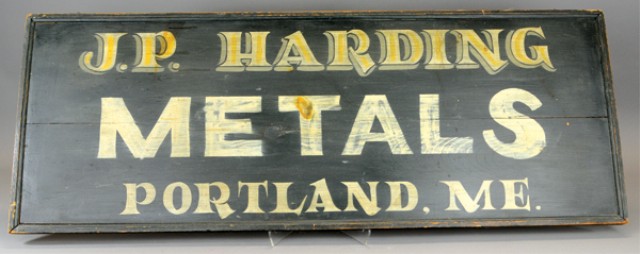 J.P. HARDING
METALS
PORTLAND, ME.